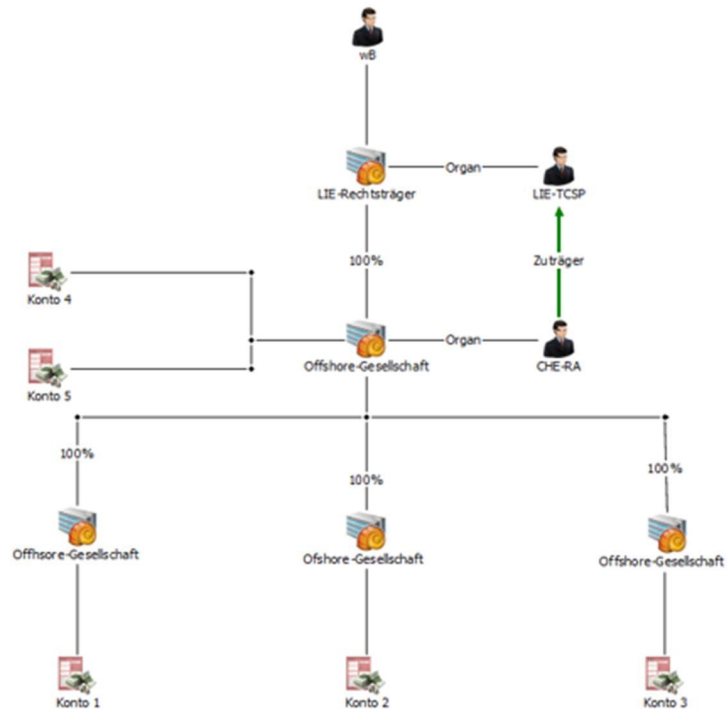 wB
LIE-Rechtsträger
Organ
LIE-TCSP
100%
Zuträger
Konto 4
Offshore-Gesellschaft
Organ
CHE-RA
Konto 5
100%
100%
100%
Offhsore-Gesellschaft
Ofshore-Gesellschaft
Offshore-Gesellschaft
Konto 1
Konto 2
Konto 3